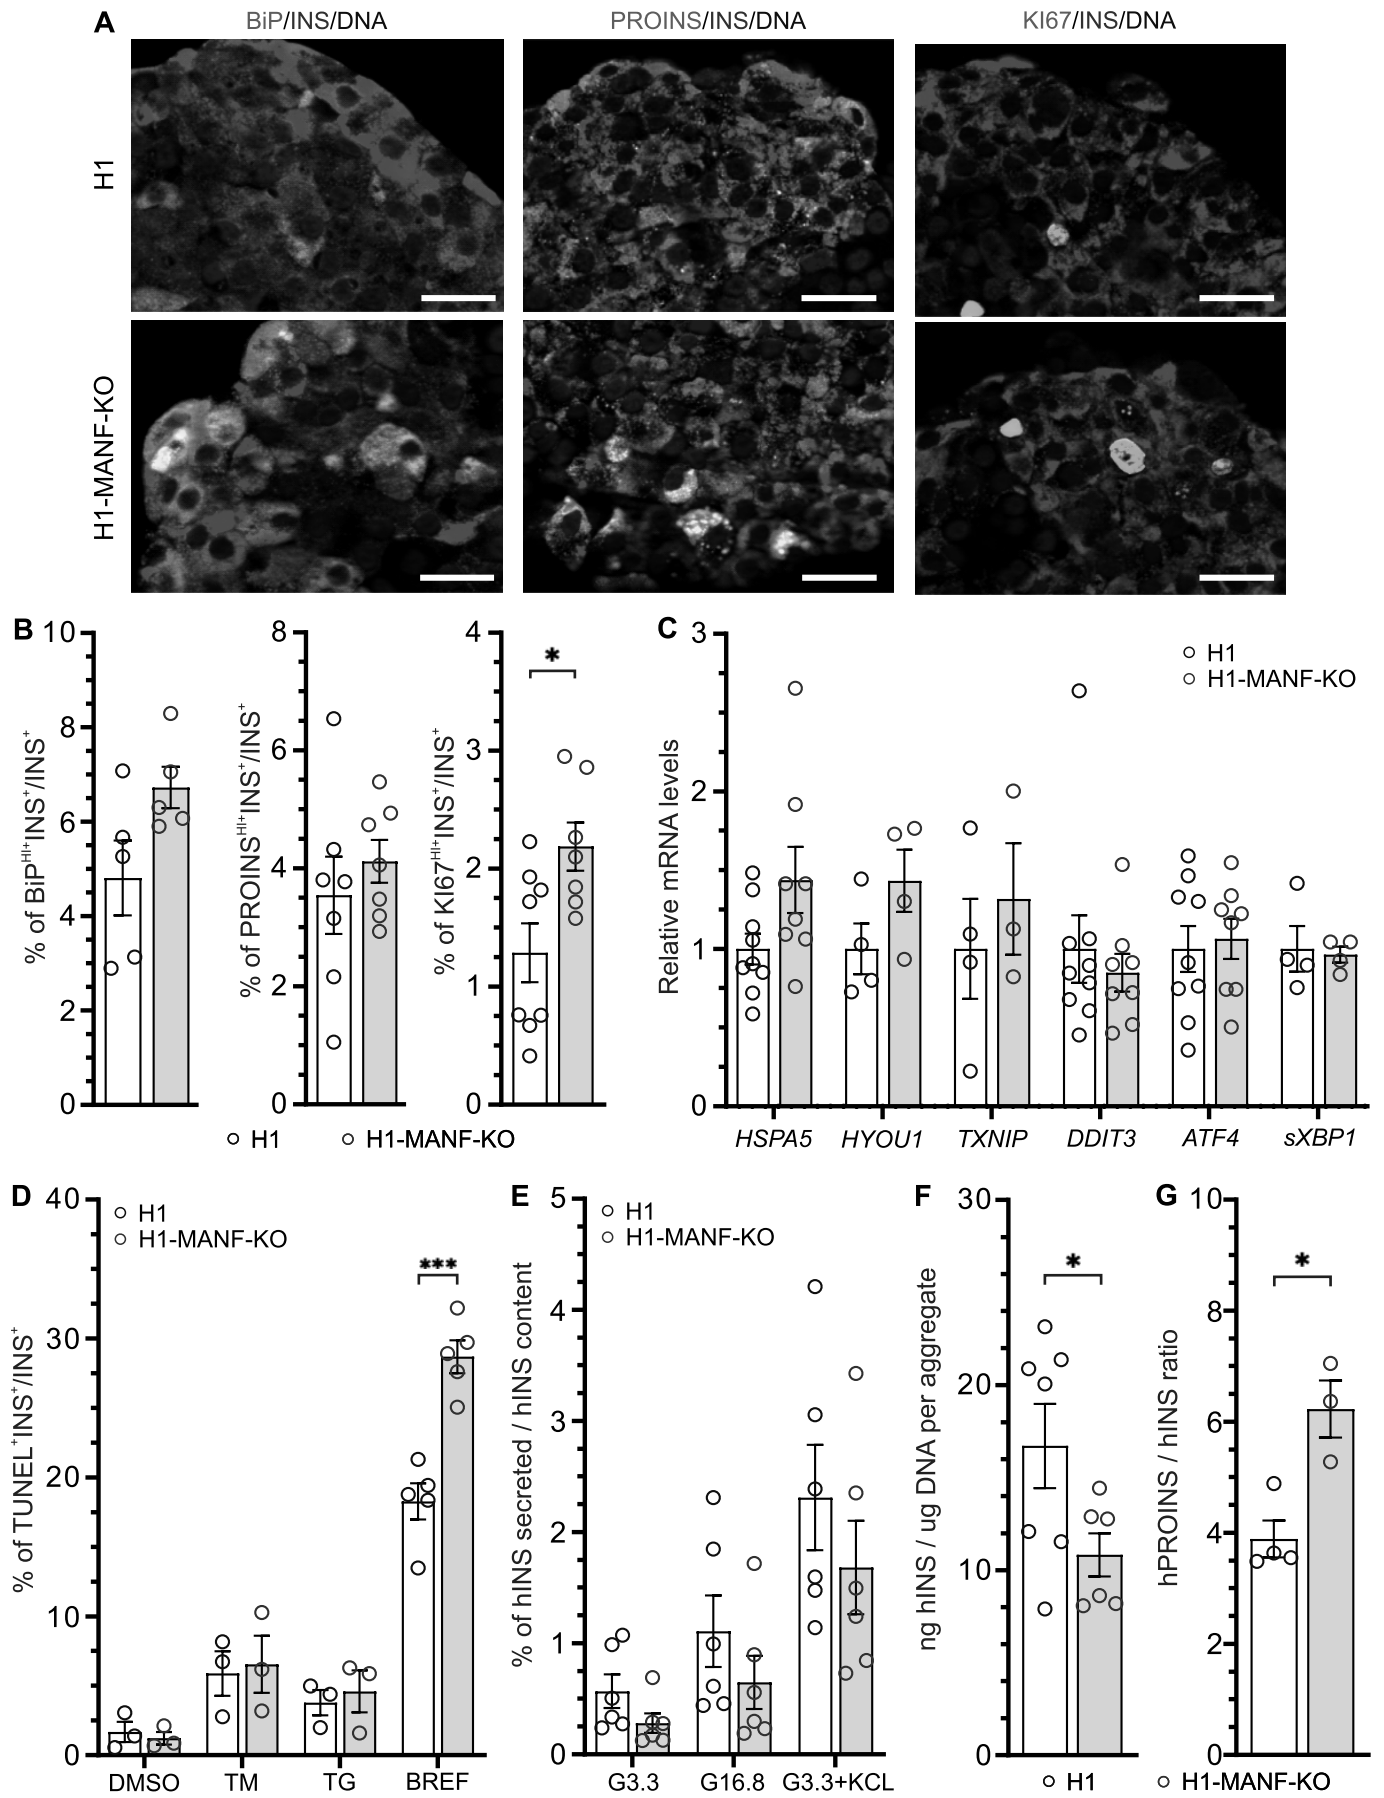 A
BiP/INS/DNA
PROINS/INS/DNA
KI67/INS/DNA
H1
H1-MANF-KO
B
% of BiP^HI+INS^+/INS^+
10
8
6
4
2
0
% of PROINS^HI+INS^+/INS^+
8
6
4
2
0
% of KI67^HI+INS^+/INS^+
4
3
2
1
0
*
H1
H1-MANF-KO
C
Relative mRNA levels
3
2
1
0
H1
H1-MANF-KO
HSPA5
HYOU1
TXNIP
DDIT3
ATF4
sXBP1
D
% of TUNEL^+INS^+/INS^+
40
30
20
10
0
H1
H1-MANF-KO
***
DMSO
TM
TG
BREF
E
% of hINS secreted / hINS content
5
4
3
2
1
0
H1
H1-MANF-KO
G3.3
G16.8
G3.3+KCL
F
ng hINS / ug DNA per aggregate
30
20
10
0
*
G
hPROINS / hINS ratio
10
8
6
4
2
0
*
H1
H1-MANF-KO